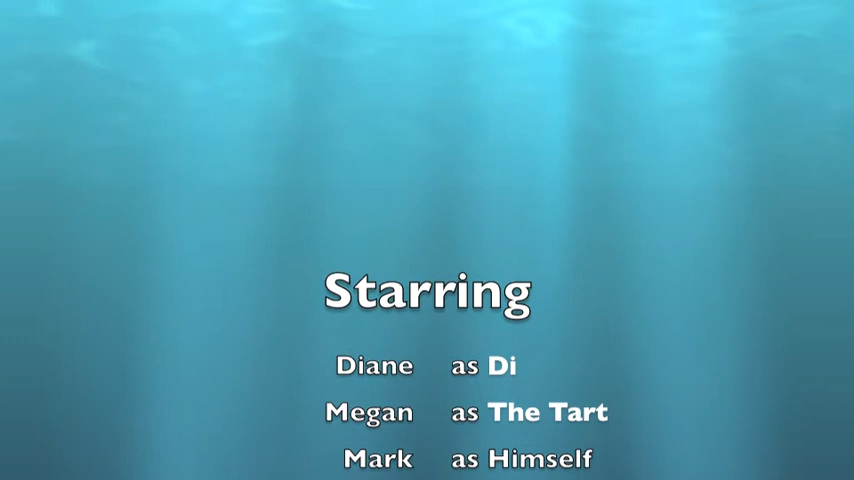 Starring
Diane as Di
Megan as The Tart
Mark as Himself